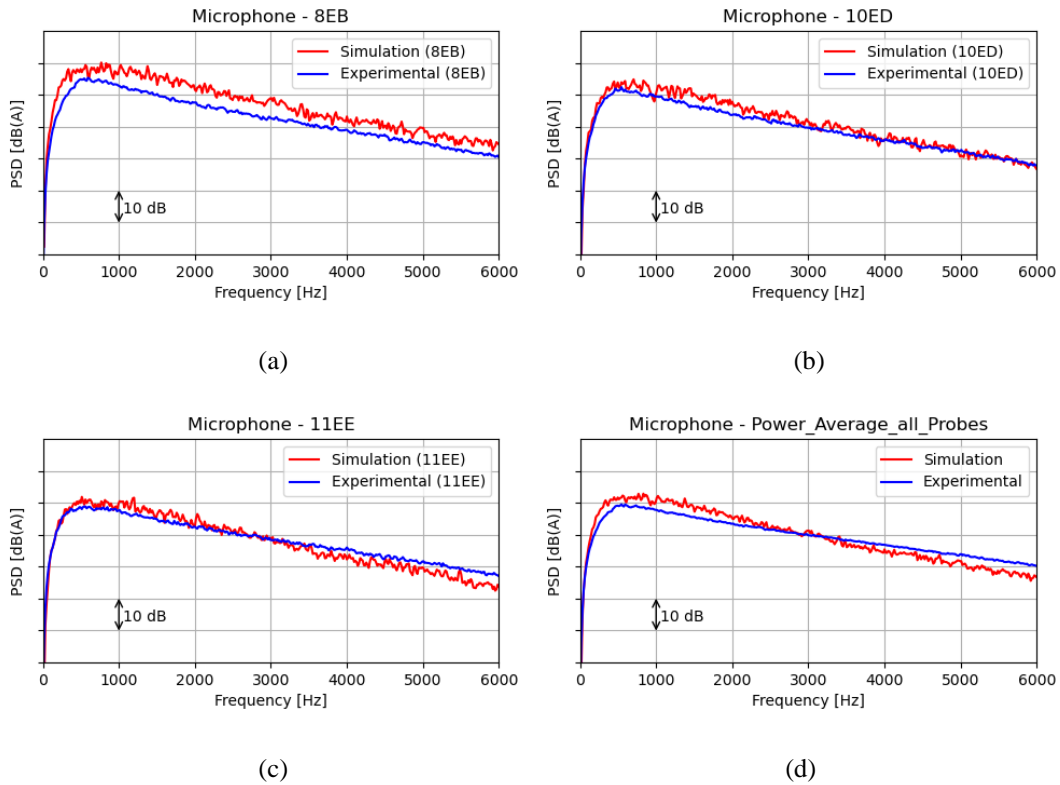 Microphone - 8EB
Simulation (8EB)
Experimental (8EB)
PSD [dB(A)]
10 dB
0 1000 2000 3000 4000 5000 6000
Frequency [Hz]
(a)
Microphone - 10ED
Simulation (10ED)
Experimental (10ED)
PSD [dB(A)]
10 dB
0 1000 2000 3000 4000 5000 6000
Frequency [Hz]
(b)
Microphone - 11EE
Simulation (11EE)
Experimental (11EE)
PSD [dB(A)]
10 dB
0 1000 2000 3000 4000 5000 6000
Frequency [Hz]
(c)
Microphone - Power_Average_all_Probes
Simulation
Experimental
PSD [dB(A)]
10 dB
0 1000 2000 3000 4000 5000 6000
Frequency [Hz]
(d)